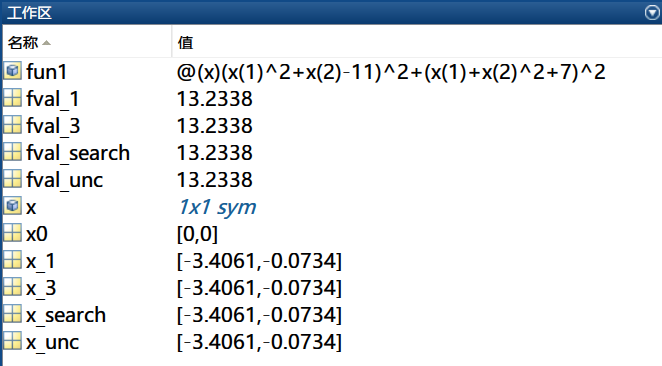 工作区
名称 值
fun1 @(x)(x(1)^2+x(2)-11)^2+(x(1)+x(2)^2+7)^2
fval_1 13.2338
fval_3 13.2338
fval_search 13.2338
fval_unc 13.2338
x 1x1 sym
x0 [0,0]
x_1 [-3.4061,-0.0734]
x_3 [-3.4061,-0.0734]
x_search [-3.4061,-0.0734]
x_unc [-3.4061,-0.0734]